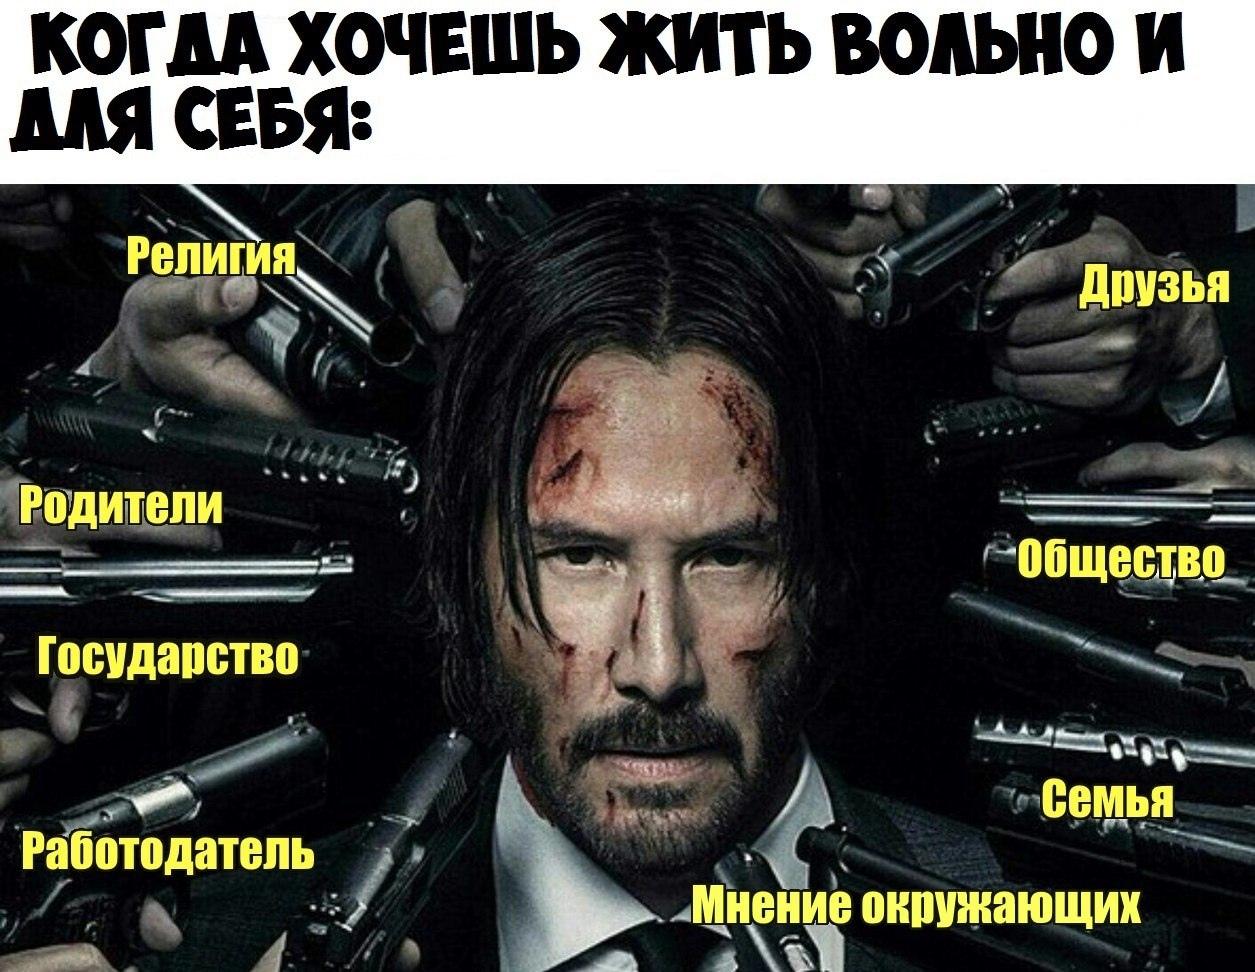 КОГДА ХОЧЕШЬ ЖИТЬ ВОЛЬНО И
ДЛЯ СЕБЯ:
Религия
Друзья
Родители
Общество
Государство
Семья
Работодатель
Мнение окружающих